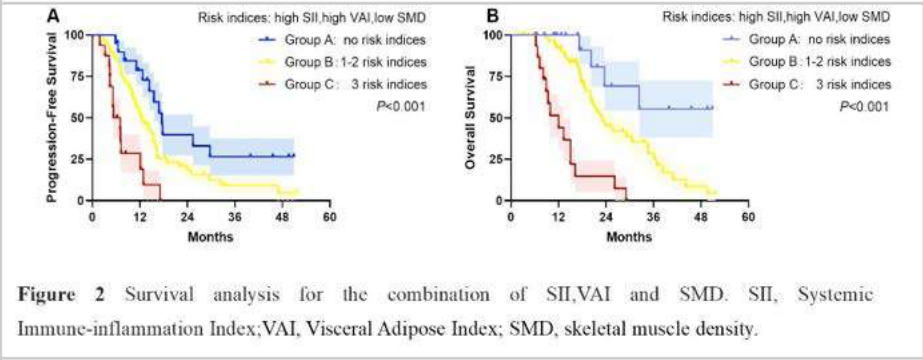 A
Risk indices: high SII,high VAI,low SMD
Group A: no risk indices
Group B: 1-2 risk indices
Group C: 3 risk indices
P<0.001
Progression-Free Survival
100
75
50
25
0
0 12 24 36 48 60
Months
B
Risk indices: high SII,high VAI,low SMD
Group A: no risk indices
Group B: 1-2 risk indices
Group C: 3 risk indices
P<0.001
Overall Survival
100
75
50
25
0
0 12 24 36 48 60
Months
Figure 2 Survival analysis for the combination of SII,VAI and SMD. SII, Systemic
Immune-inflammation Index;VAI, Visceral Adipose Index; SMD, skeletal muscle density.